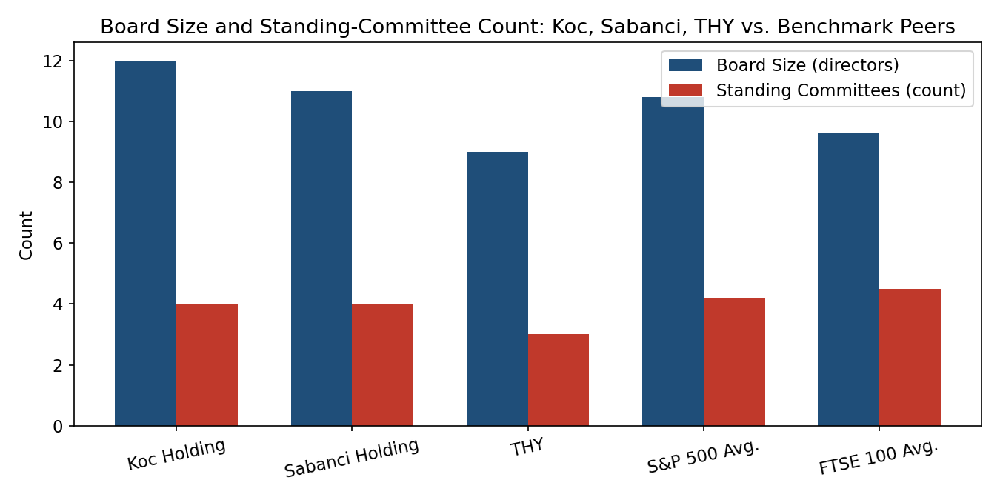 Board Size and Standing-Committee Count: Koc, Sabanci, THY vs. Benchmark Peers
Board Size (directors)
Standing Committees (count)
Count
12
10
8
6
4
2
0
Koc Holding
Sabanci Holding
THY
S&P 500 Avg.
FTSE 100 Avg.